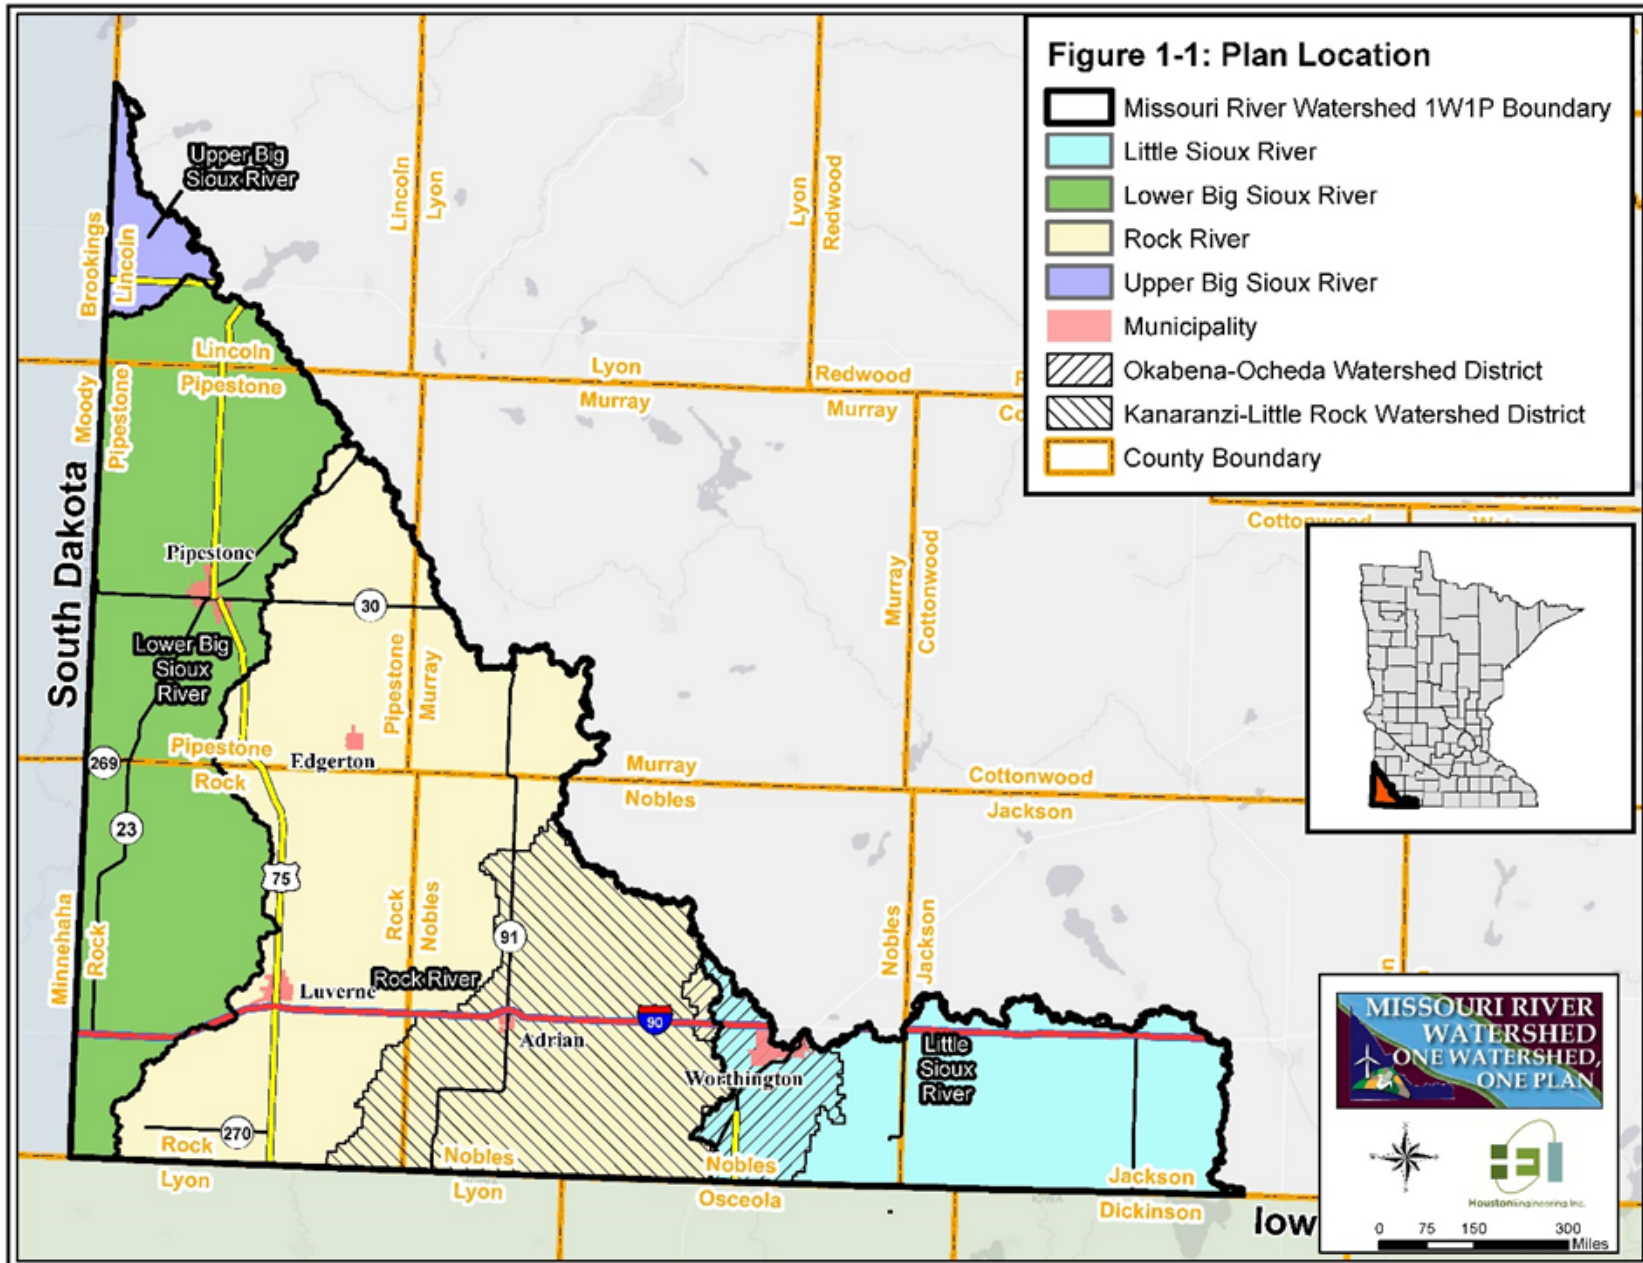 Figure 1-1: Plan Location
Missouri River Watershed 1W1P Boundary
Little Sioux River
Lower Big Sioux River
Rock River
Upper Big Sioux River
Municipality
Okabena-Ocheda Watershed District
Kanaranzi-Little Rock Watershed District
County Boundary
Upper Big
Sioux River
Lincoln
Lyon
Lyon
Redwood
Brookings
Lincoln
Lincoln
Pipestone
Lyon
Murray
Redwood
Murray
Co
Moody
Pipestone
Cottonwood
South Dakota
Pipestone
30
Murray
Cottonwood
Lower Big
Sioux
River
Pipestone
Murray
Pipestone
Rock
Edgerton
269
Murray
Nobles
Cottonwood
Jackson
23
75
Rock
Nobles
91
Minnehaha
Rock
Nobles
Jackson
Rock River
Luverne
Adrian
90
Worthington
Little
Sioux
River
270
Rock
Lyon
Nobles
Lyon
Nobles
Osceola
Jackson
Dickinson
IOWA
Iow
MISSOURI RIVER
WATERSHED
ONE WATERSHED,
ONE PLAN
HoustonEngineering Inc.
0 75 150 300
Miles